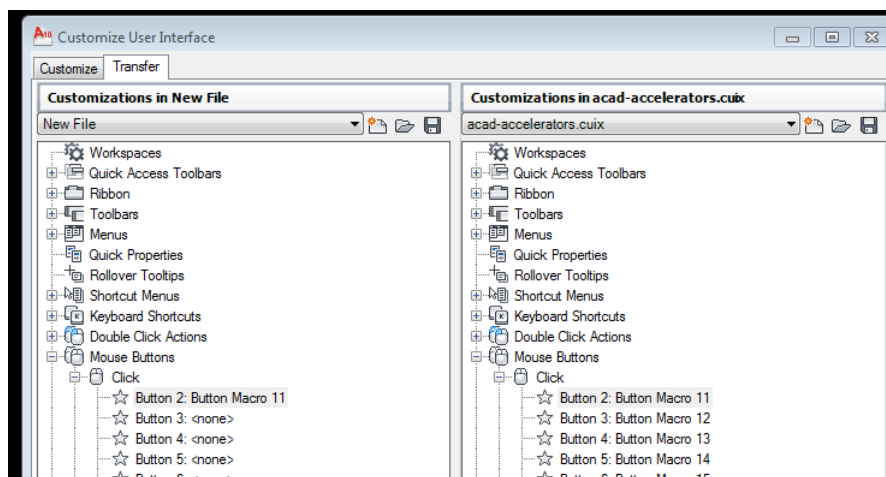 A10 Customize User Interface
Customize Transfer
Customizations in New File
New File
Workspaces
Quick Access Toolbars
Ribbon
Toolbars
Menus
Quick Properties
Rollover Tooltips
Shortcut Menus
Keyboard Shortcuts
Double Click Actions
Mouse Buttons
Click
Button 2: Button Macro 11
Button 3: <none>
Button 4: <none>
Button 5: <none>
Customizations in acad-accelerators.cuix
acad-accelerators.cuix
Workspaces
Quick Access Toolbars
Ribbon
Toolbars
Menus
Quick Properties
Rollover Tooltips
Shortcut Menus
Keyboard Shortcuts
Double Click Actions
Mouse Buttons
Click
Button 2: Button Macro 11
Button 3: Button Macro 12
Button 4: Button Macro 13
Button 5: Button Macro 14